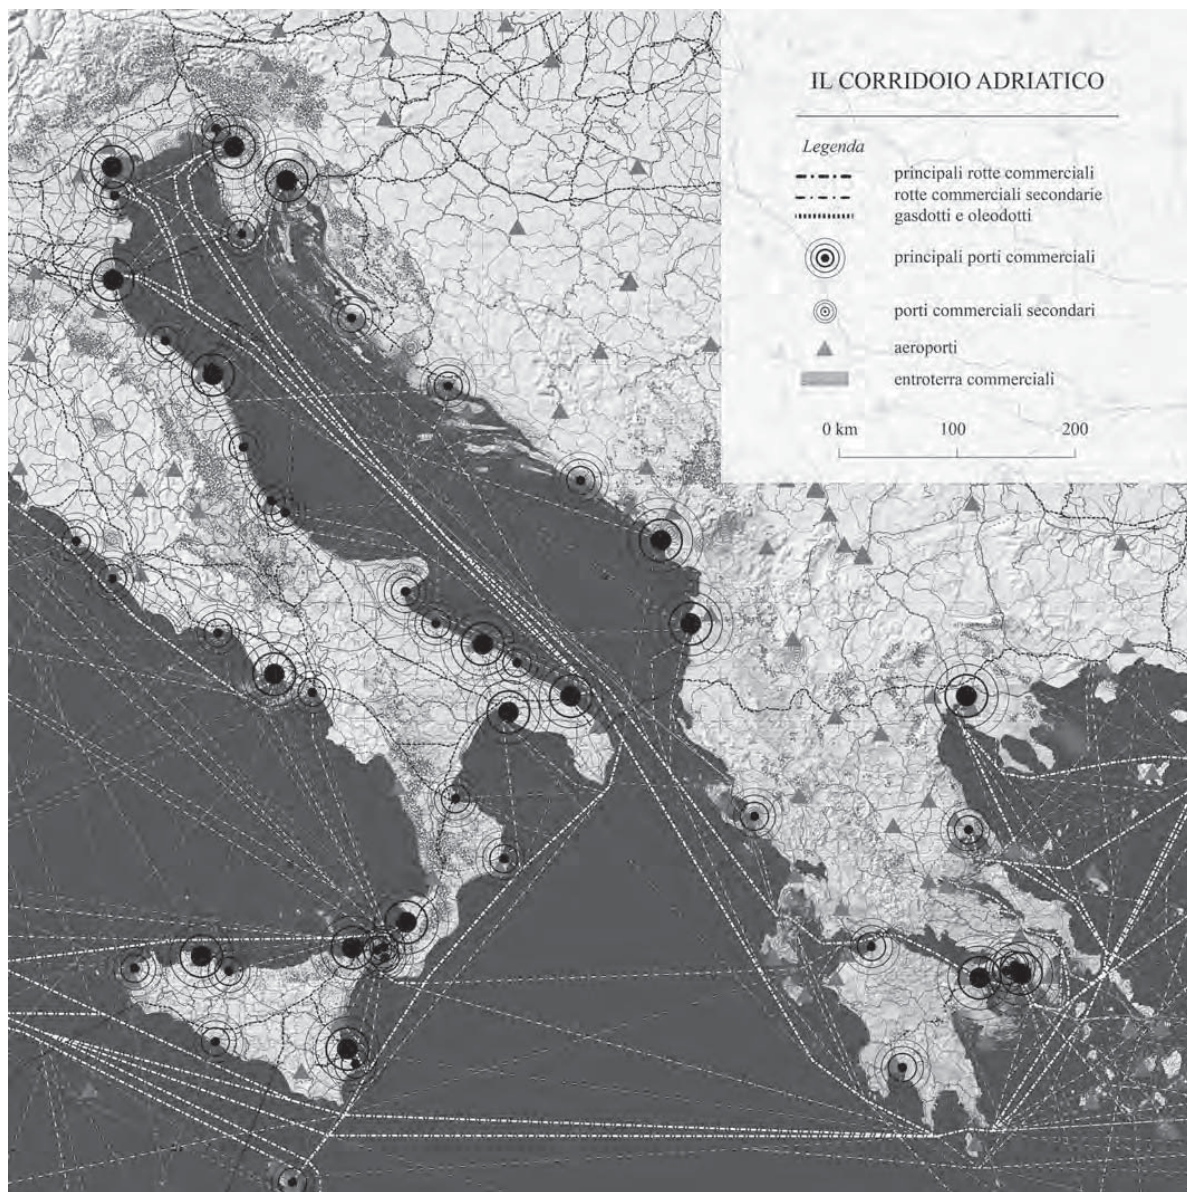 IL CORRIDOIO ADRIATICO
Legenda
principali rotte commerciali
rotte commerciali secondarie
gasdotti e oleodotti
principali porti commerciali
porti commerciali secondari
aeroporti
entroterra commerciali
0 km 100 200